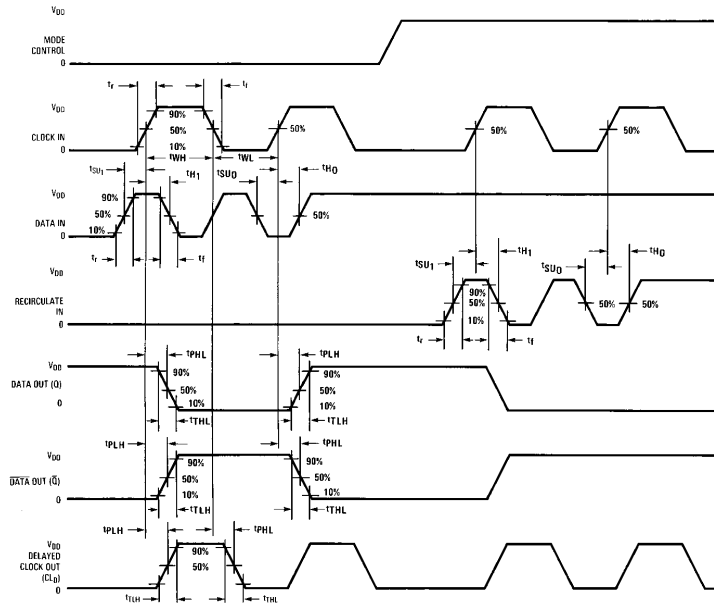 VDD
MODE
CONTROL
0
tr
tf
VDD
90%
CLOCK IN
50%
50%
50%
50%
10%
0
tSU1
tWH
tWL
tH1
tSU0
tH0
VDD
90%
DATA IN
50%
50%
10%
0
tr
tf
tSU1
tH1
tSU0
tH0
VDD
90%
RECIRCULATE
IN
50%
50%
50%
10%
0
tr
tf
tPHL
tPLH
VDD
90%
90%
DATA OUT (Q)
50%
50%
0
10%
10%
tTHL
tTLH
tPLH
tPHL
VDD
90%
90%
DATA OUT (Q̅)
50%
50%
10%
10%
0
tTLH
tTHL
tPLH
tPHL
VDD
DELAYED
90%
CLOCK OUT
50%
(CLD)
0
tTLH
tTHL